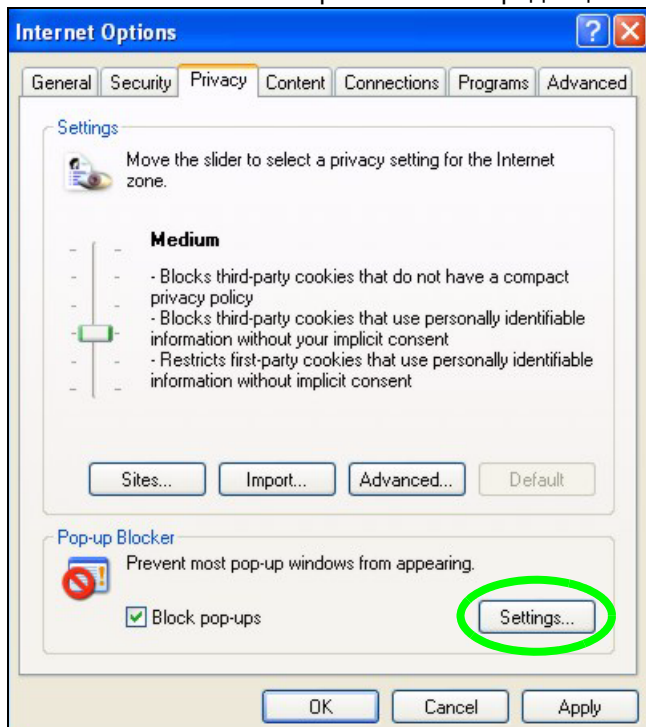 Internet Options
General Security Privacy Content Connections Programs Advanced
Settings
Move the slider to select a privacy setting for the Internet
zone.
Medium
- Blocks third-party cookies that do not have a compact
privacy policy
- Blocks third-party cookies that use personally identifiable
information without your implicit consent
- Restricts first-party cookies that use personally identifiable
information without implicit consent
Sites... Import... Advanced... Default
Pop-up Blocker
Prevent most pop-up windows from appearing.
Block pop-ups Settings...
OK Cancel Apply